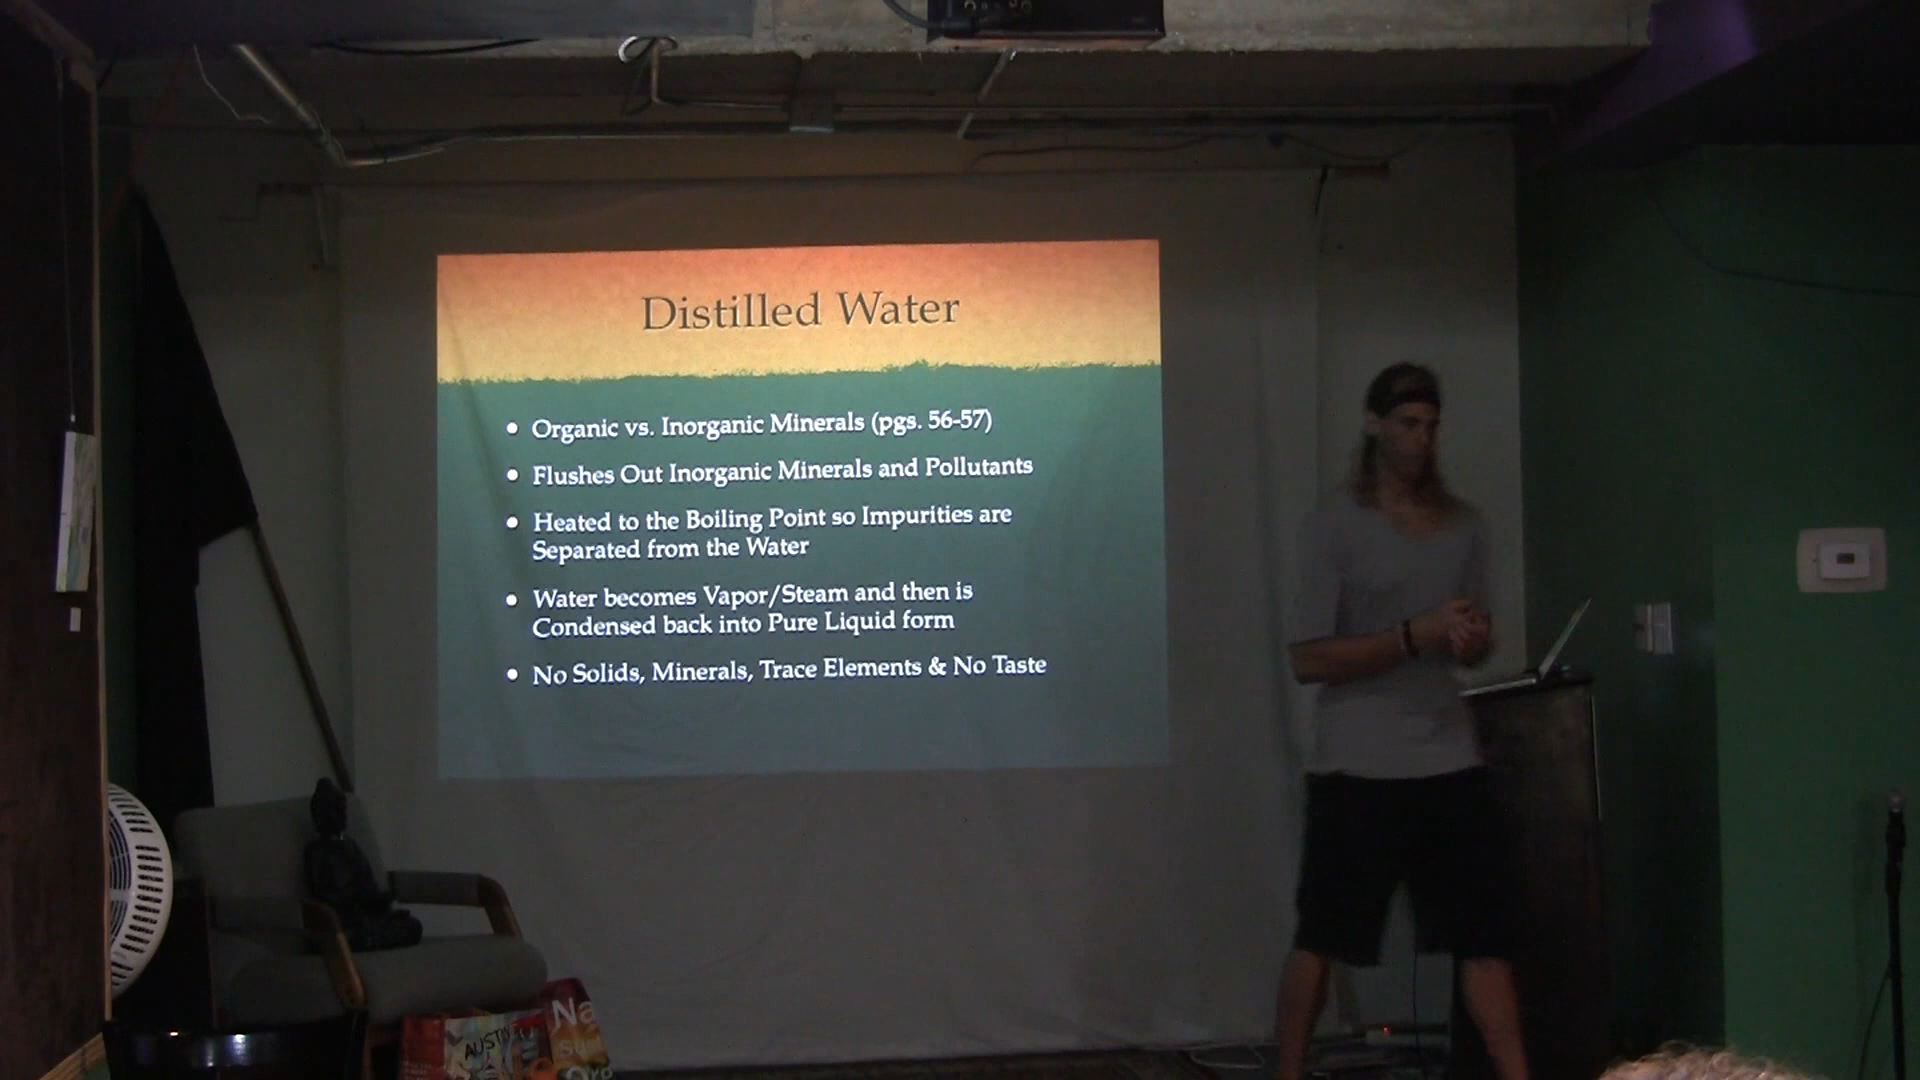 Distilled Water
• Organic vs. Inorganic Minerals (pgs. 56-57)
• Flushes Out Inorganic Minerals and Pollutants
• Heated to the Boiling Point so Impurities are
Separated from the Water
• Water becomes Vapor/Steam and then is
Condensed back into Pure Liquid form
• No Solids, Minerals, Trace Elements & No Taste
Na